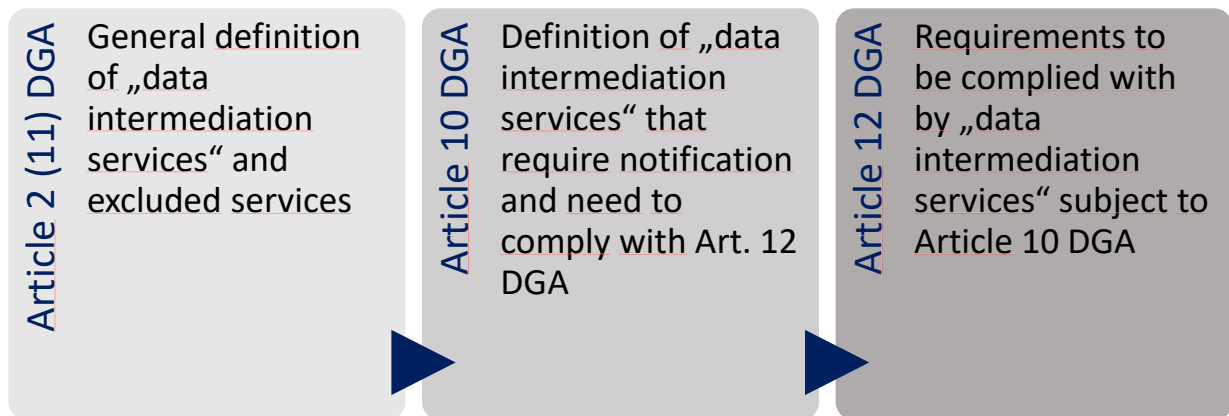 Article 2 (11) DGA
General definition
of „data
intermediation
services“ and
excluded services
Article 10 DGA
Definition of „data
intermediation
services“ that
require notification
and need to
comply with Art. 12
DGA
Article 12 DGA
Requirements to
be complied with
by „data
intermediation
services“ subject to
Article 10 DGA